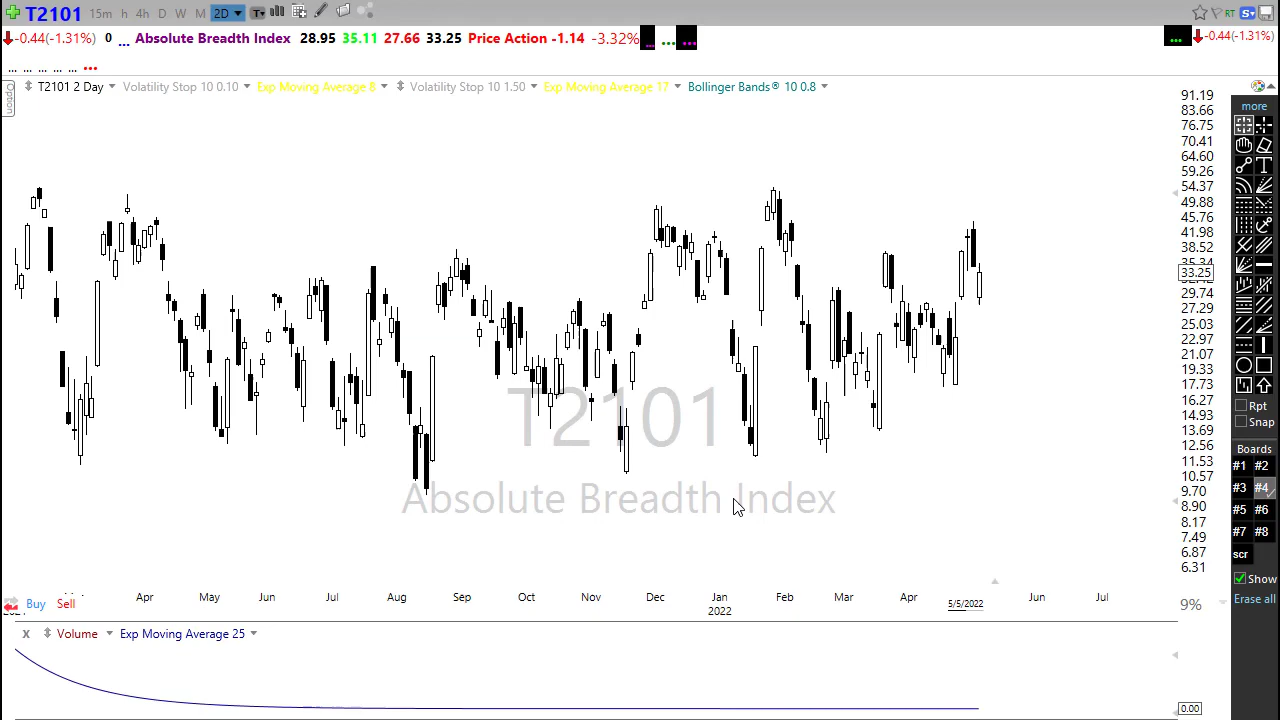 T2101 15m h 4h D W M 2D T
RT S
-0.44(-1.31%) 0 ... Absolute Breadth Index 28.95 35.11 27.66 33.25 Price Action -1.14 -3.32% ... ... ... ... -0.44(-1.31%)
... ... ... ... ... ...
Option
T2101 2 Day Volatility Stop 10 0.10 Exp Moving Average 8 Volatility Stop 10 1.50 Exp Moving Average 17 Bollinger Bands® 10 0.8
91.19
83.66
76.75
70.41
64.60
59.26
54.37
49.88
45.76
41.98
38.52
35.34
33.25
29.74
27.29
25.03
22.97
21.07
19.33
17.73
16.27
14.93
13.69
12.56
11.53
10.57
9.70
8.90
8.17
7.49
6.87
6.31
T2101
Absolute Breadth Index
Apr May Jun Jul Aug Sep Oct Nov Dec Jan Feb Mar Apr 5/5/2022 Jun Jul
2022
Buy Sell
9%
X Volume Exp Moving Average 25
0.00
more
T
Rpt
Snap
Boards
#1 #2
#3 #4
#5 #6
#7 #8
scr
Show
Erase all